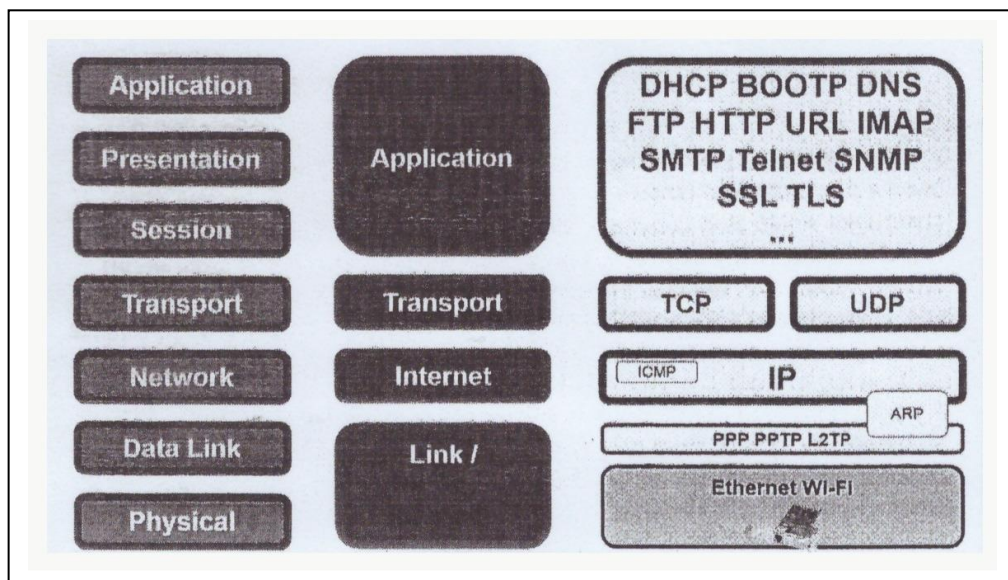 Application
Presentation
Session
Transport
Network
Data Link
Physical
Application
Transport
Internet
Link /
DHCP BOOTP DNS
FTP HTTP URL IMAP
SMTP Telnet SNMP
SSL TLS
...
TCP
UDP
ICMP
IP
ARP
PPP PPTP L2TP
Ethernet Wi-Fi